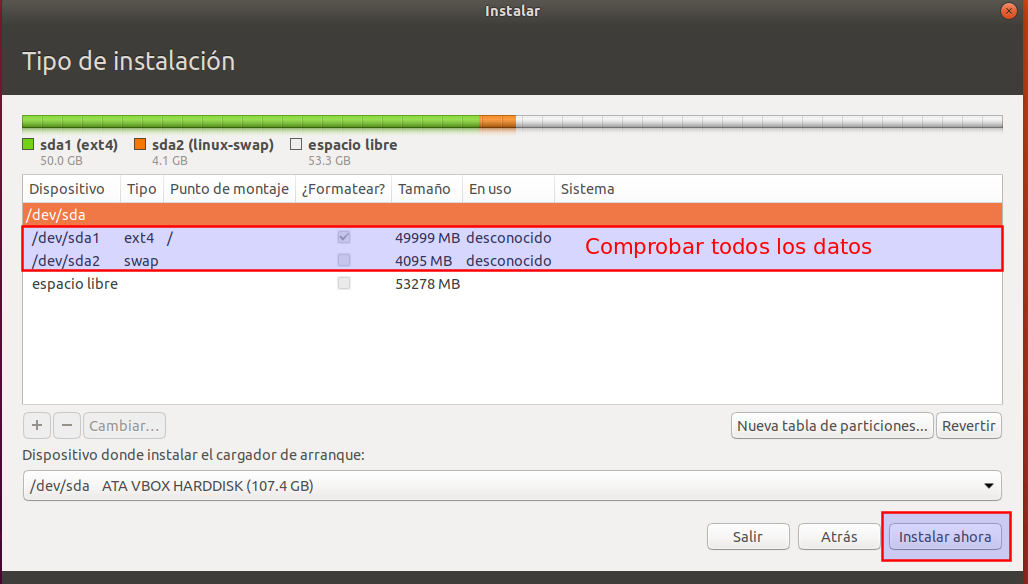 Instalar
Tipo de instalación
sda1 (ext4) sda2 (linux-swap) espacio libre
50.0 GB 4.1 GB 53.3 GB
Dispositivo Tipo Punto de montaje ¿Formatear? Tamaño En uso Sistema
/dev/sda
/dev/sda1 ext4 / 49999 MB desconocido
Comprobar todos los datos
/dev/sda2 swap 4095 MB desconocido
espacio libre 53278 MB
+ − Cambiar... Nueva tabla de particiones... Revertir
Dispositivo donde instalar el cargador de arranque:
/dev/sda ATA VBOX HARDDISK (107.4 GB)
Salir Atrás Instalar ahora